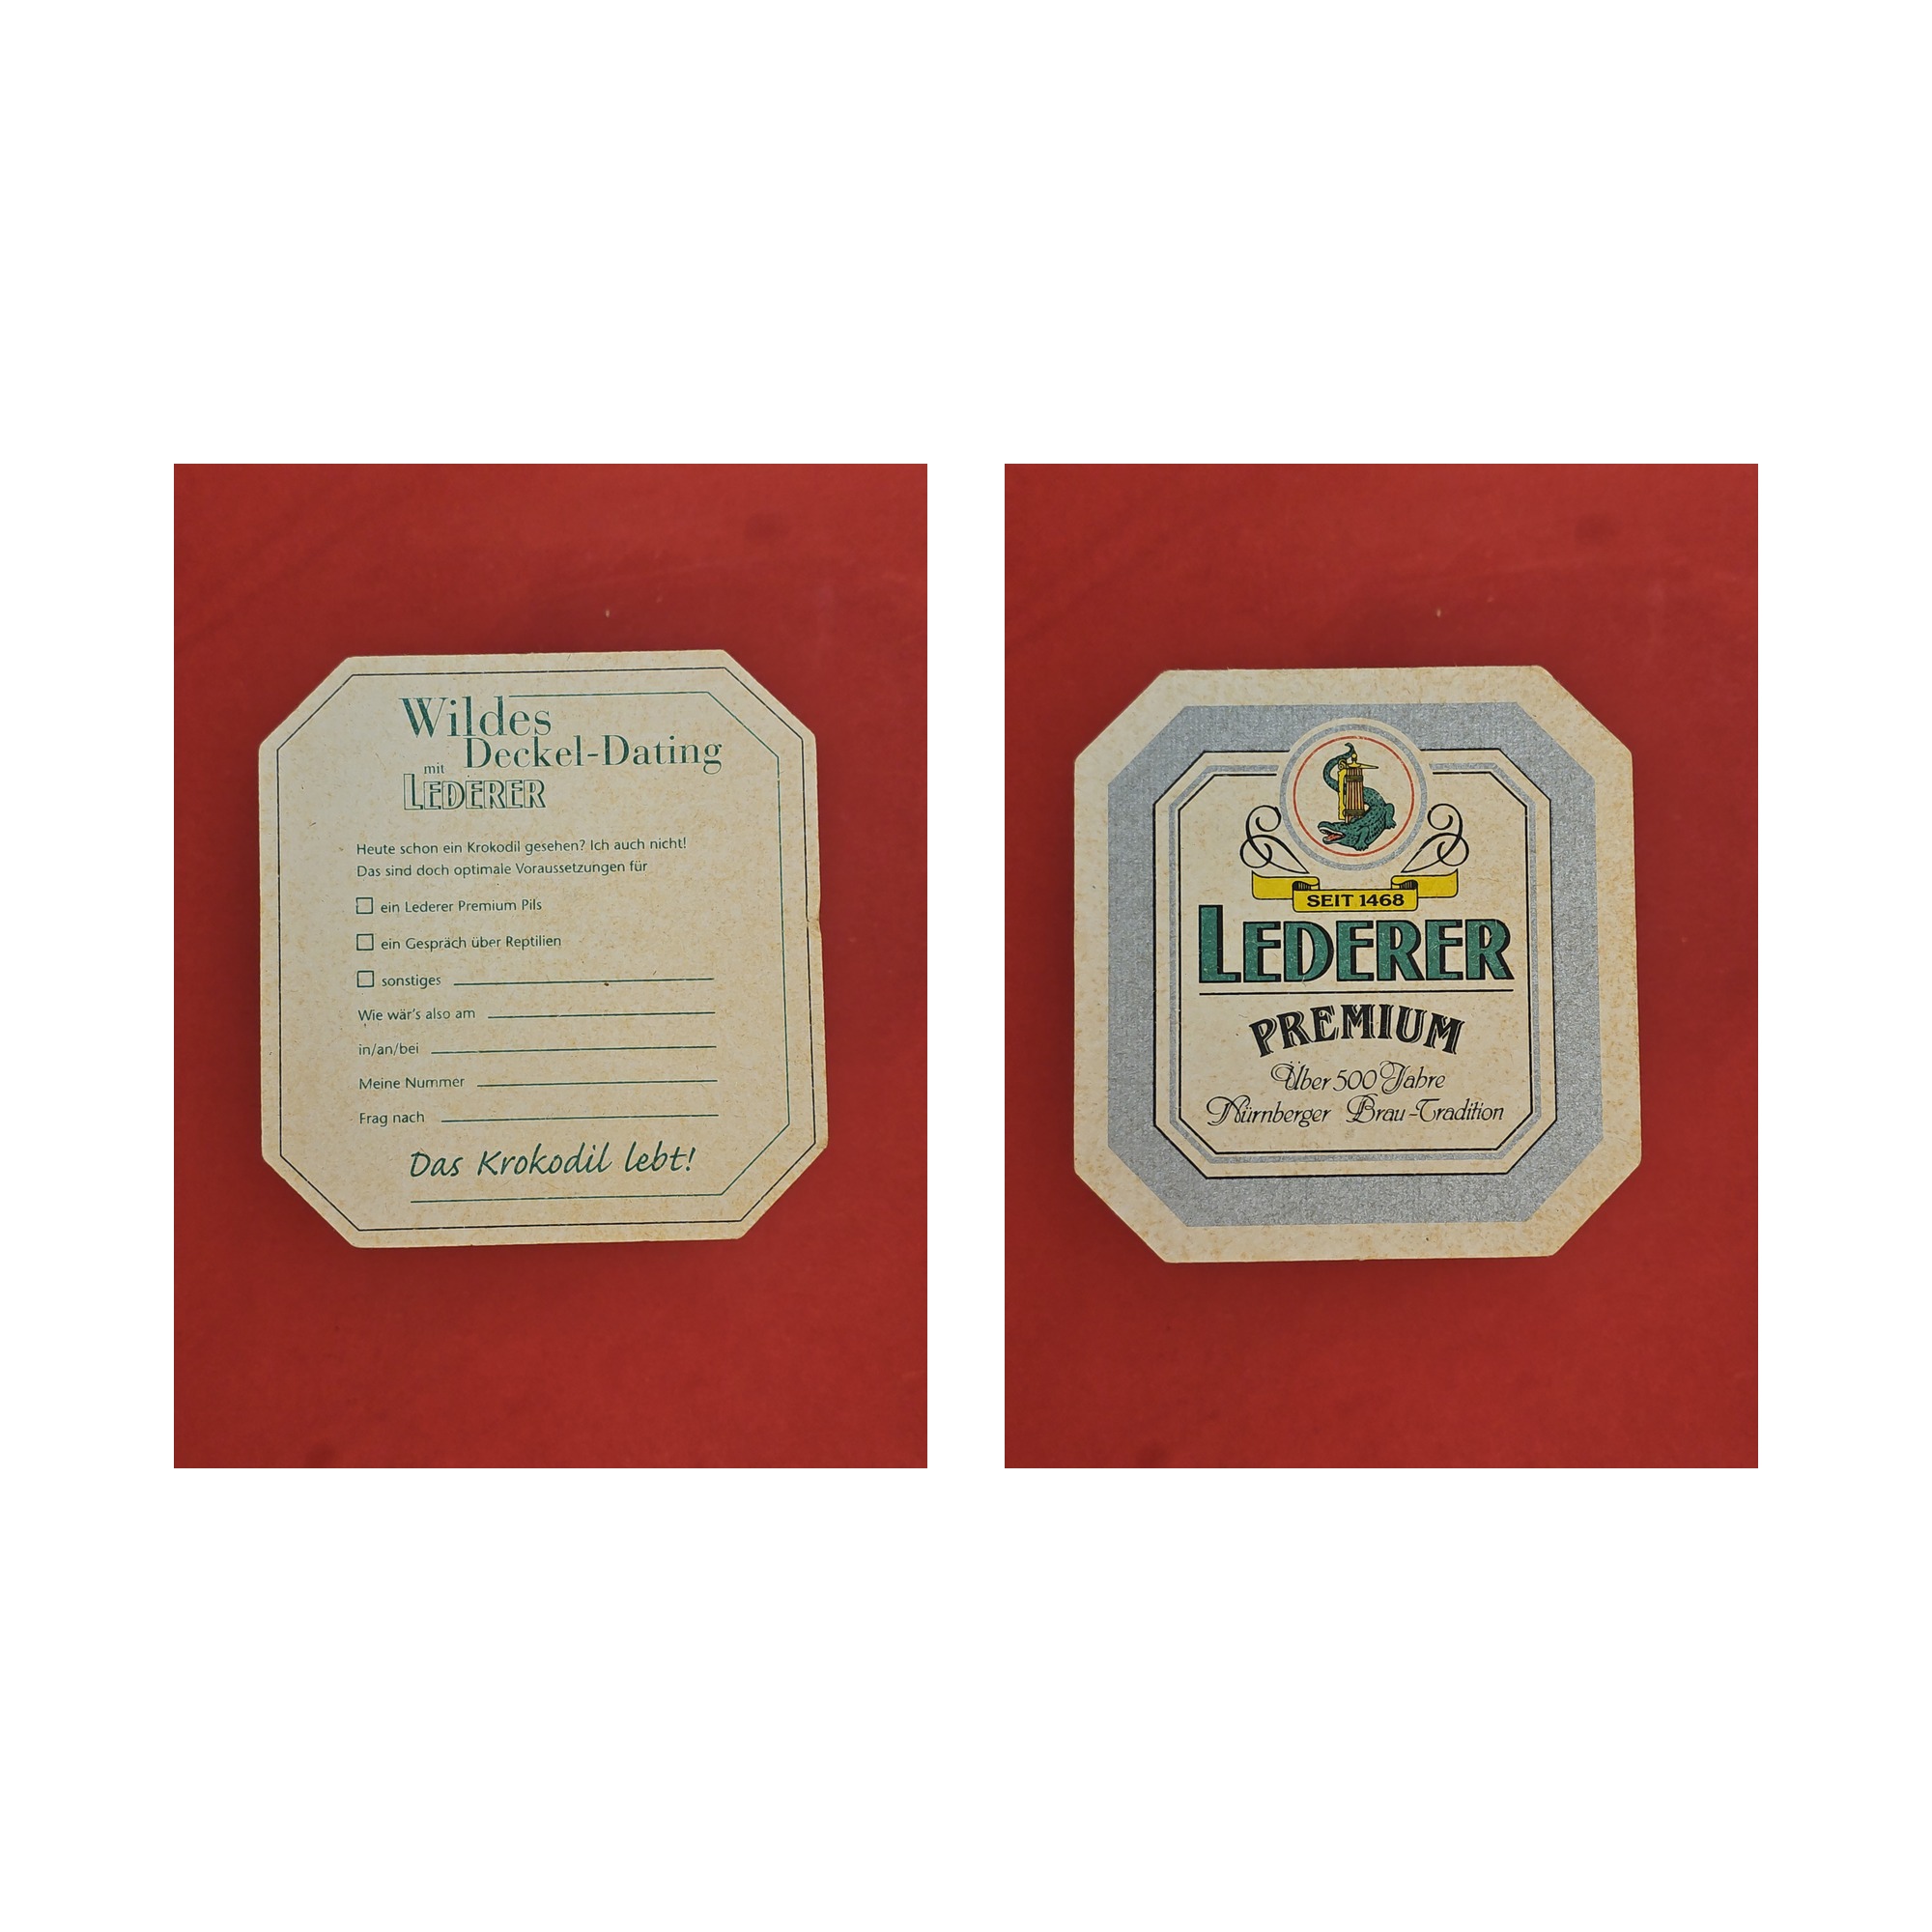 Wildes
Deckel-Dating
mit
LEDERER
Heute schon ein Krokodil gesehen? Ich auch nicht!
Das sind doch optimale Voraussetzungen für
ein Lederer Premium Pils
ein Gespräch über Reptilien
sonstiges
Wie wär's also am
in/an/bei
Meine Nummer
Frag nach
Das Krokodil lebt!
SEIT 1468
LEDERER
PREMIUM
Über 500 Jahre
Nürnberger Brau-Tradition